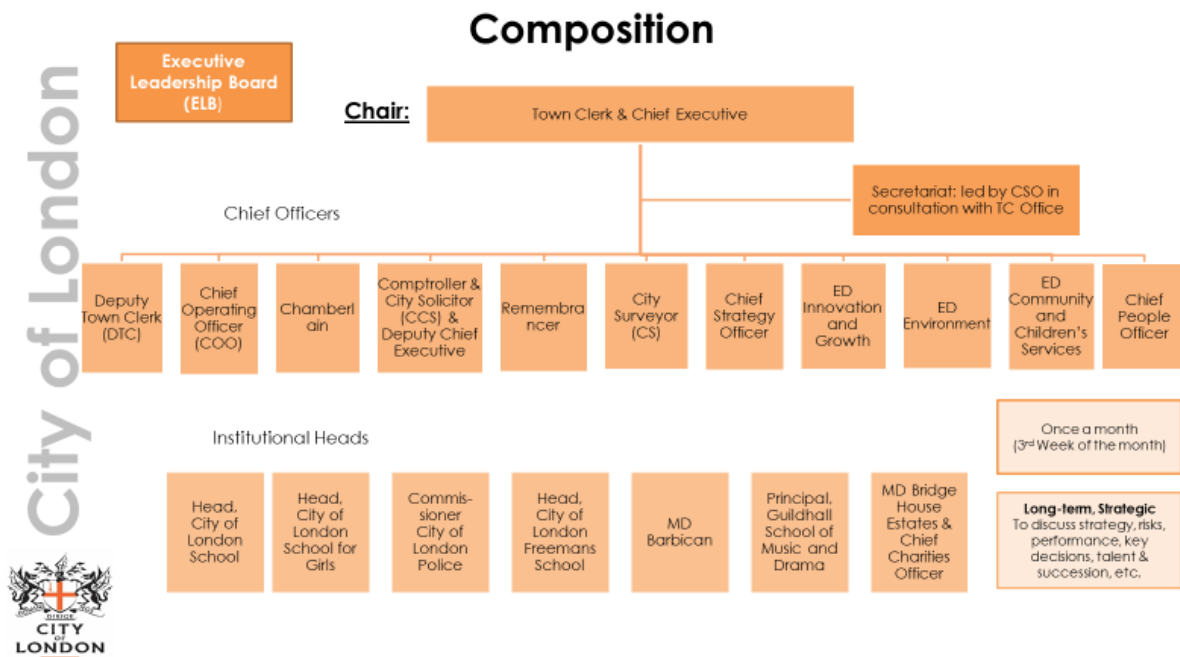 Composition
Executive
Leadership Board
(ELB)
City of London
Chair:
Town Clerk & Chief Executive
Secretariat: led by CSO in
consultation with TC Office
Chief Officers
Deputy
Town Clerk
(DTC)
Chief
Operating
Officer
(COO)
Chamberl
ain
Comptroller &
City Solicitor
(CCS) &
Deputy Chief
Executive
Remembra
ncer
City
Surveyor
(CS)
Chief
Strategy
Officer
ED
Innovation
and
Growth
ED
Environment
ED
Community
and
Children's
Services
Chief
People
Officer
Institutional Heads
Head,
City of
London
School
Head,
City of
London
School for
Girls
Commis-
sioner
City of
London
Police
Head,
City of
London
Freemans
School
MD
Barbican
Principal,
Guildhall
School of
Music and
Drama
MD Bridge
House
Estates &
Chief
Charities
Officer
Once a month
(3rd Week of the month)
Long-term, Strategic
To discuss strategy, risks,
performance, key
decisions, talent &
succession, etc.
CITY
OF
LONDON